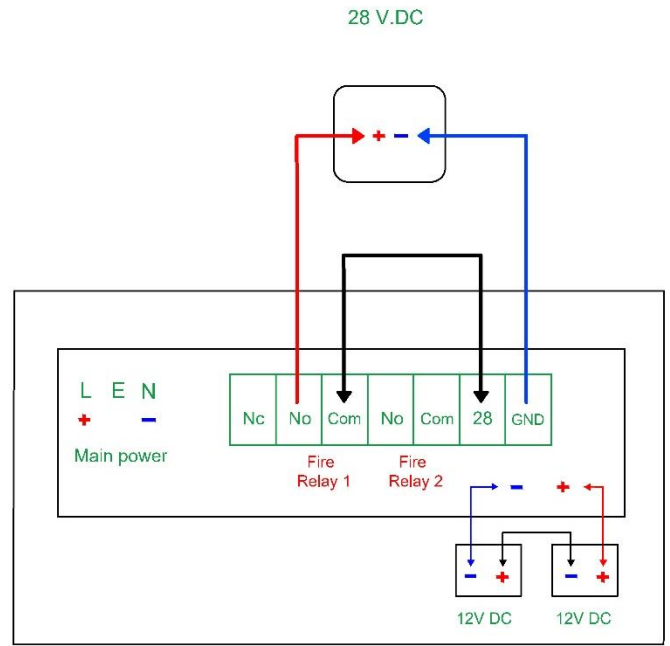 28 V.DC
+ −
L E N
+ −
Main power
Nc No Com No Com 28 GND
Fire
Relay 1
Fire
Relay 2
− +
− +
− +
12V DC
12V DC